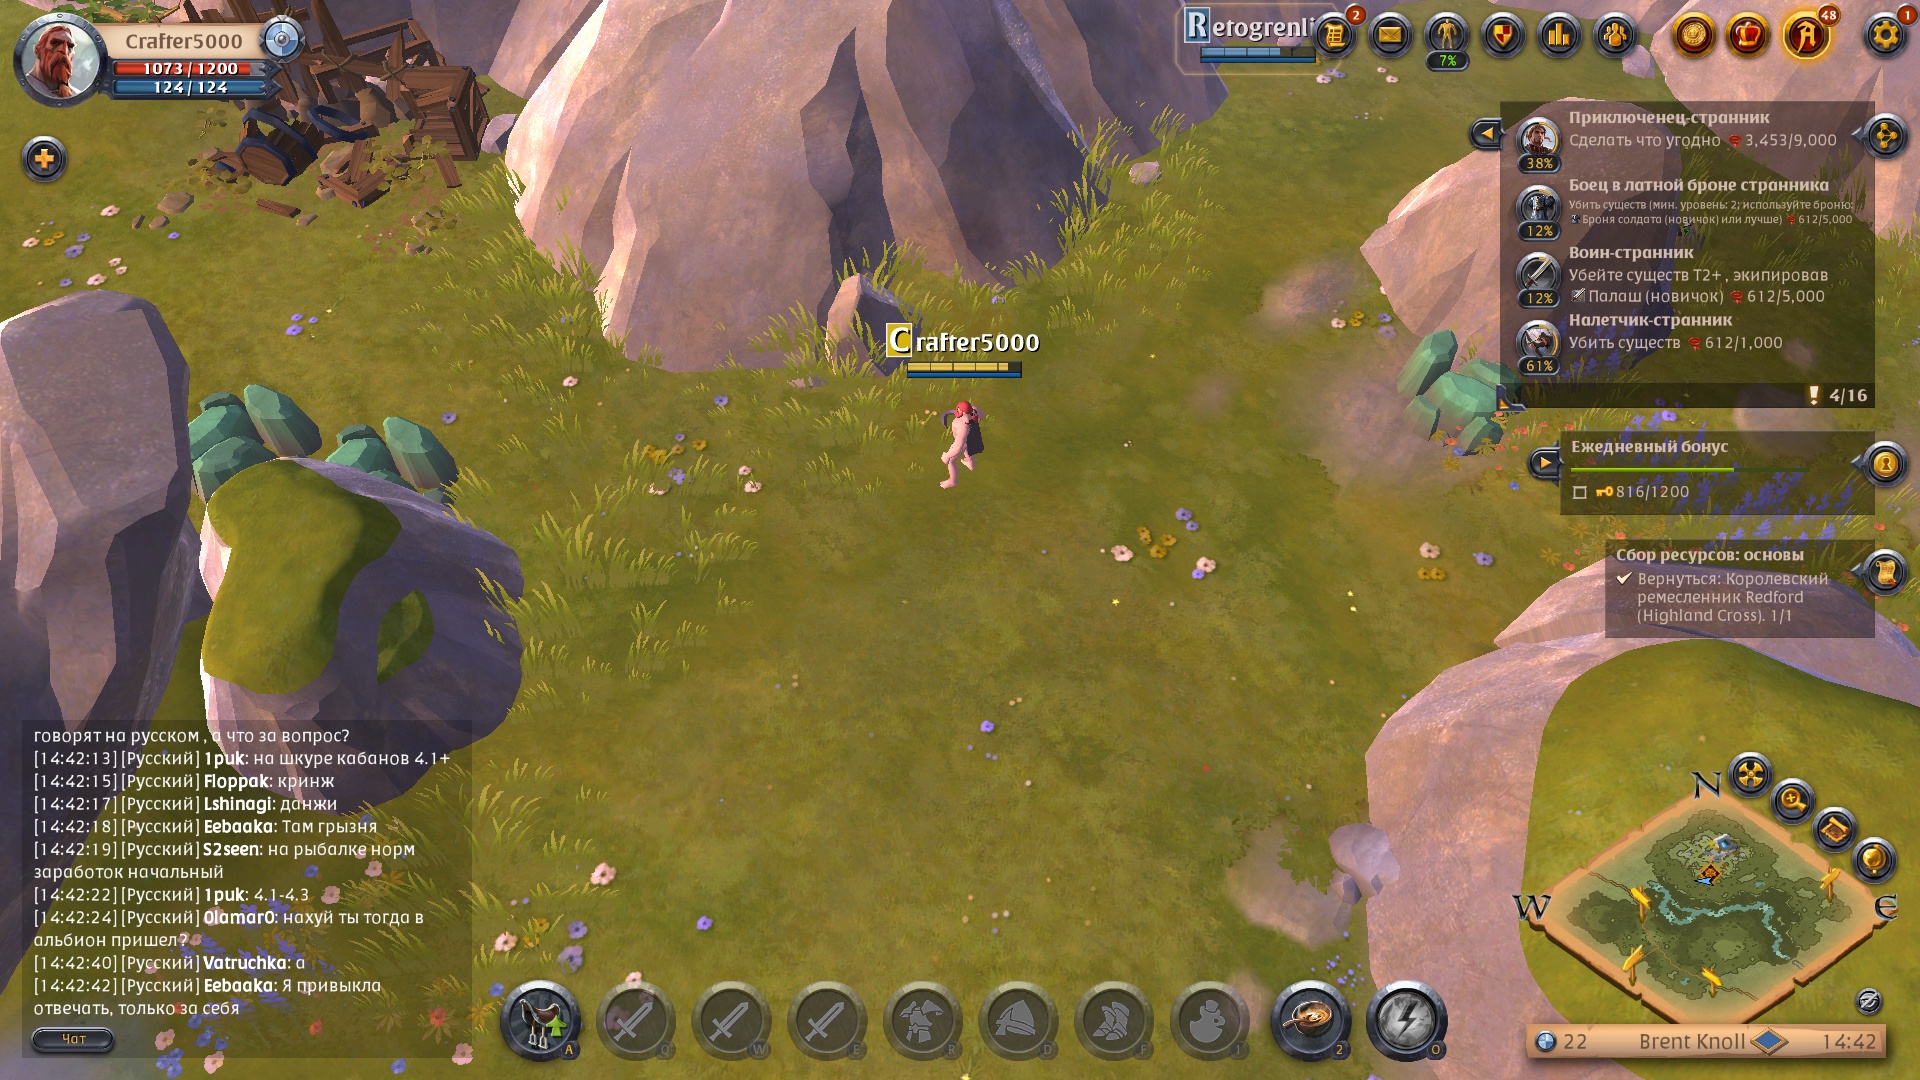 Crafter5000
1073/1200
124/124
Retogrenli
2
7%
48
1
Приключенец-странник
Сделать что угодно 3,453/9,000
38%
Боец в латной броне странника
Убить существ (мин. уровень: 2; используйте броню:
Броня солдата (новичок) или лучше) 612/5,000
12%
Воин-странник
Убейте существ T2+, экипировав
Палаш (новичок) 612/5,000
12%
Налетчик-странник
Убить существ 612/1,000
61%
4/16
Ежедневный бонус
816/1200
Сбор ресурсов: основы
Вернуться: Королевский
ремесленник Redford
(Highland Cross). 1/1
Crafter5000
говорят на русском , а что за вопрос?
[14:42:13][Русский] 1puk: на шкуре кабанов 4.1+
[14:42:15][Русский] Floppak: кринж
[14:42:17][Русский] Lshinagi: данжи
[14:42:18][Русский] Eebaaka: Там грызня
[14:42:19][Русский] S2seen: на рыбалке норм
заработок начальный
[14:42:22][Русский] 1puk: 4.1-4.3
[14:42:24][Русский] OlamarO: нахуй ты тогда в
альбион пришел?
[14:42:40][Русский] Vatruchka: а
[14:42:42][Русский] Eebaaka: Я привыкла
отвечать, только за себя
Чат
A
Q
W
E
R
D
F
1
2
O
N
W
E
22
Brent Knoll
14:42